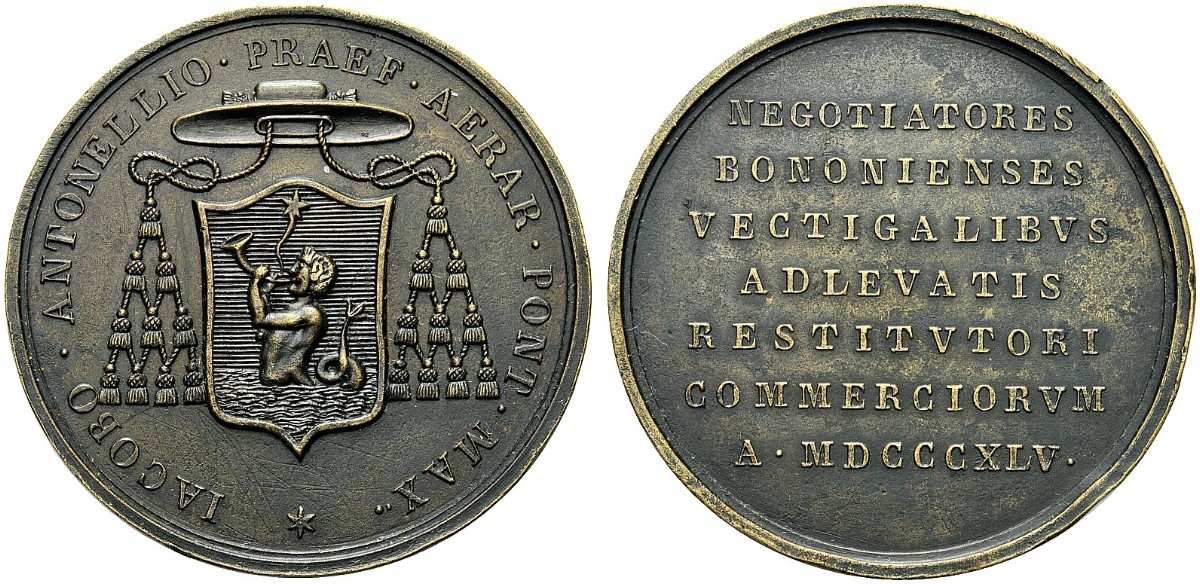 IACOBO · ANTONELLIO · PRAEF · AERAR · PONT · MAX ..
NEGOTIATORES
BONONIENSES
VECTIGALIBVS
ADLEVATIS
RESTITVTORI
COMMERCIORVM
A · MDCCCXLV ·